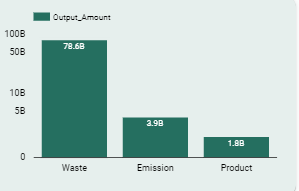 Output_Amount
100B
50B
10B
5B
0
78.6B
3.9B
1.8B
Waste Emission Product